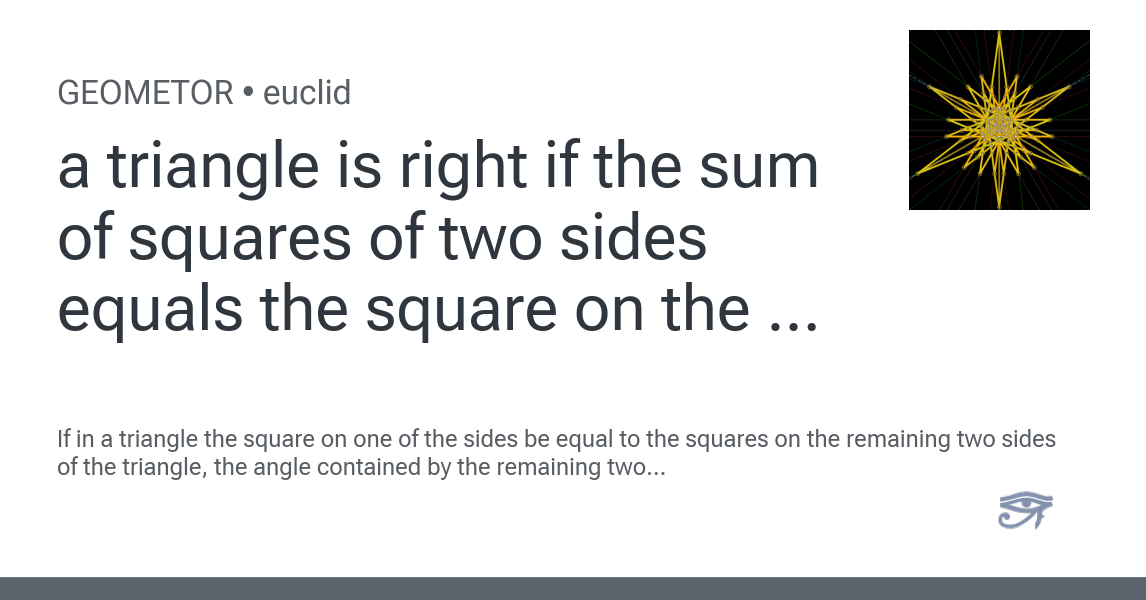 GEOMETOR • euclid
a triangle is right if the sum
of squares of two sides
equals the square on the ...
If in a triangle the square on one of the sides be equal to the squares on the remaining two sides
of the triangle, the angle contained by the remaining two...